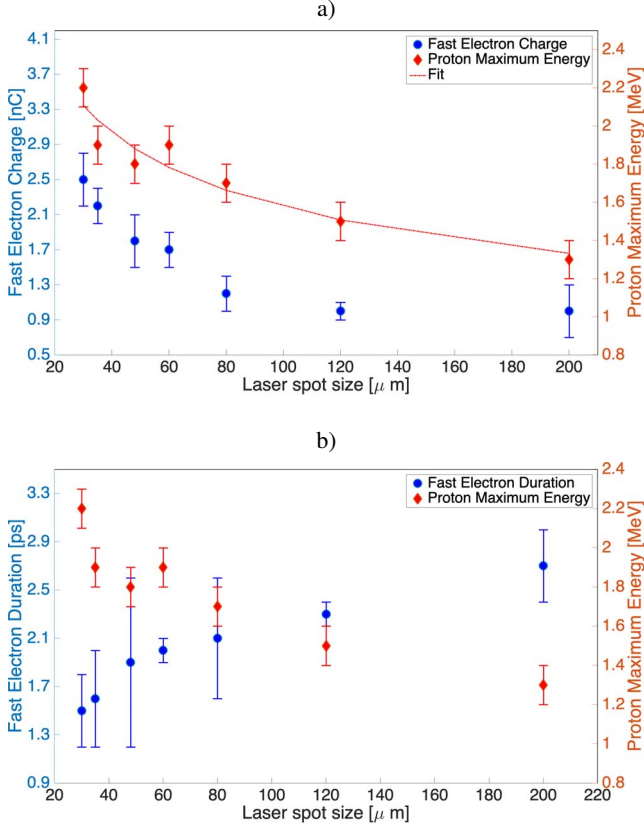 a)
Fast Electron Charge [nC]
4.1
3.7
3.3
2.9
2.5
2.1
1.7
1.3
0.9
0.5
Fast Electron Charge
Proton Maximum Energy
Fit
2.4
2.2
2
1.8
1.6
1.4
1.2
1
0.8
Proton Maximum Energy [MeV]
20 40 60 80 100 120 140 160 180 200
Laser spot size [μ m]
b)
Fast Electron Duration [ps]
3.3
2.9
2.5
2.1
1.7
1.3
0.9
Fast Electron Duration
Proton Maximum Energy
2.4
2.2
2
1.8
1.6
1.4
1.2
1
0.8
Proton Maximum Energy [MeV]
20 40 60 80 100 120 140 160 180 200 220
Laser spot size [μ m]